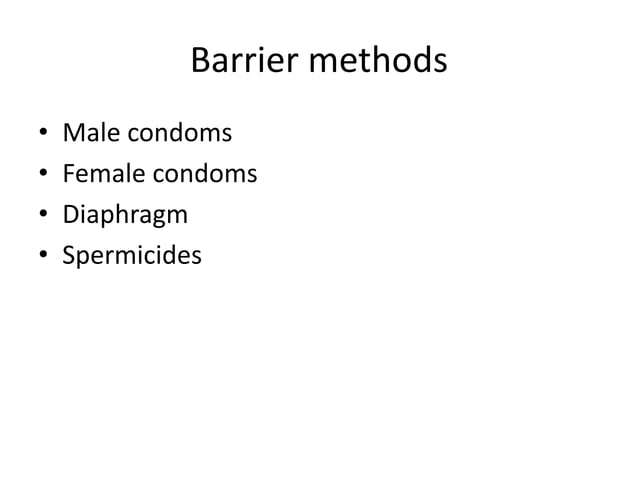 Barrier methods
• Male condoms
• Female condoms
• Diaphragm
• Spermicides